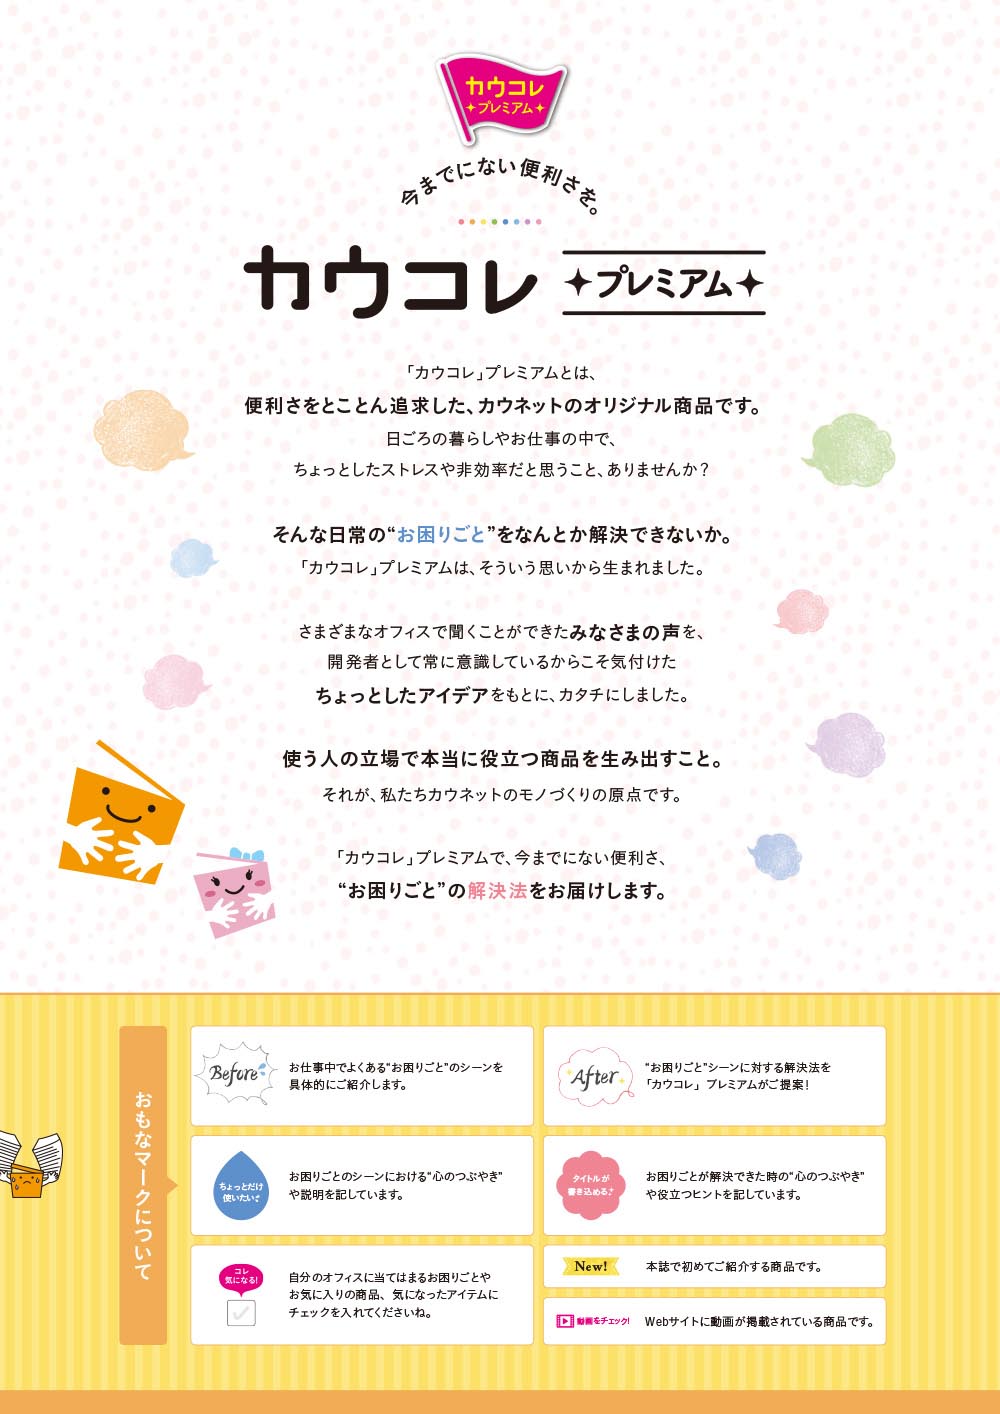 カウコレ
プレミアム
今までにない便利さを。
カウコレ プレミアム
「カウコレ」プレミアムとは、
便利さをとことん追求した、カウネットのオリジナル商品です。
日ごろの暮らしやお仕事の中で、
ちょっとしたストレスや非効率だと思うこと、ありませんか？
そんな日常の“お困りごと”をなんとか解決できないか。
「カウコレ」プレミアムは、そういう思いから生まれました。
さまざまなオフィスで聞くことができたみなさまの声を、
開発者として常に意識しているからこそ気付けた
ちょっとしたアイデアをもとに、カタチにしました。
使う人の立場で本当に役立つ商品を生み出すこと。
それが、私たちカウネットのモノづくりの原点です。
「カウコレ」プレミアムで、今までにない便利さ、
“お困りごと”の解決法をお届けします。
おもなマークについて
Before
お仕事中でよくある“お困りごと”のシーンを
具体的にご紹介します。
After
“お困りごと”シーンに対する解決法を
「カウコレ」プレミアムがご提案！
ちょっとだけ
使いたい♪
お困りごとのシーンにおける“心のつぶやき”
や説明を記しています。
タイトルが
書き込める♪
お困りごとが解決できた時の“心のつぶやき”
や役立つヒントを記しています。
コレ
気になる！
自分のオフィスに当てはまるお困りごとや
お気に入りの商品、気になったアイテムに
チェックを入れてくださいね。
New!
本誌で初めてご紹介する商品です。
動画をチェック！
Webサイトに動画が掲載されている商品です。